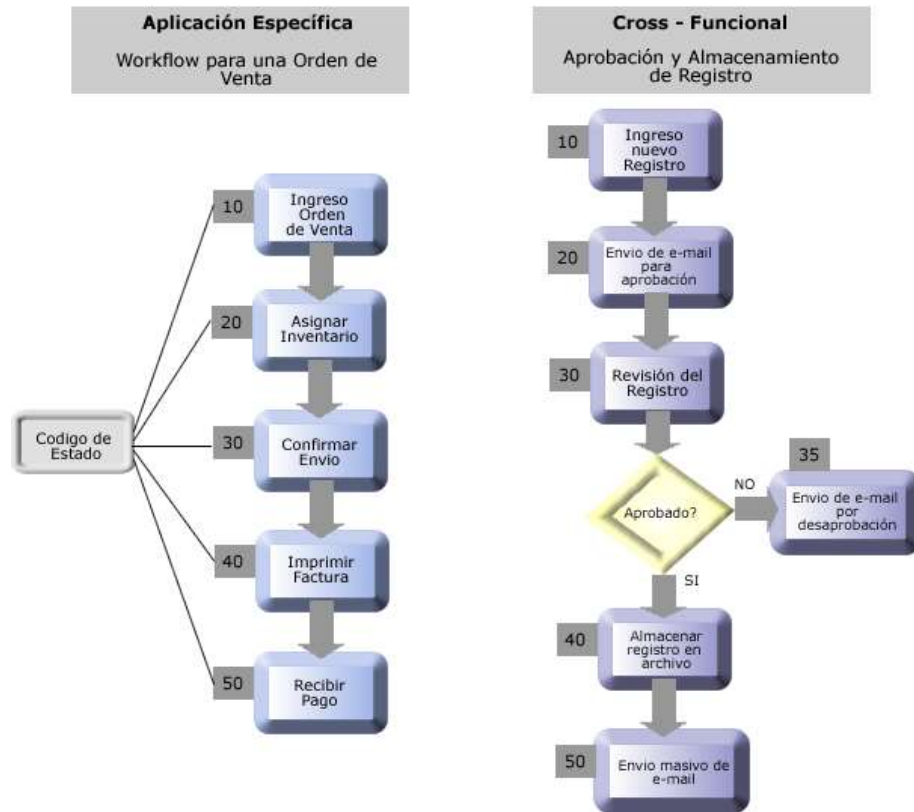 Aplicación Específica
Workflow para una Orden de
Venta
Cross - Funcional
Aprobación y Almacenamiento
de Registro
Codigo de
Estado
10
Ingreso
Orden
de Venta
20
Asignar
Inventario
30
Confirmar
Envio
40
Imprimir
Factura
50
Recibir
Pago
10
Ingreso
nuevo
Registro
20
Envio de e-mail
para
aprobación
30
Revisión del
Registro
Aprobado?
NO
35
Envio de e-mail
por
desaprobación
SI
40
Almacenar
registro en
archivo
50
Envio masivo de
e-mail